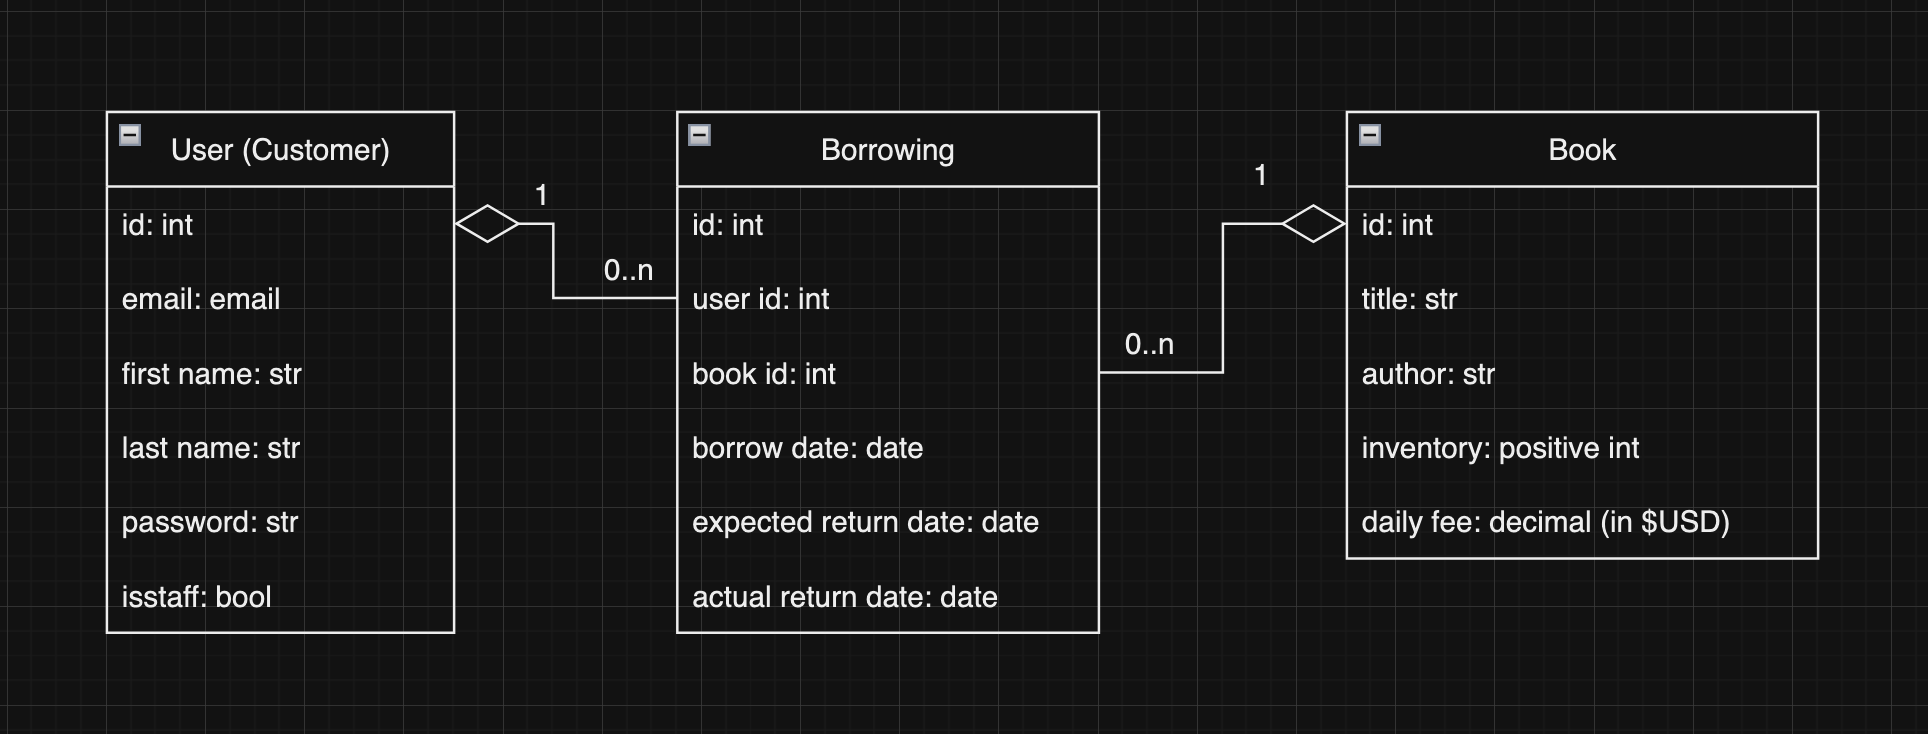 User (Customer)
id: int
email: email
first name: str
last name: str
password: str
isstaff: bool
1
0..n
Borrowing
id: int
user id: int
book id: int
borrow date: date
expected return date: date
actual return date: date
1
0..n
Book
id: int
title: str
author: str
inventory: positive int
daily fee: decimal (in $USD)